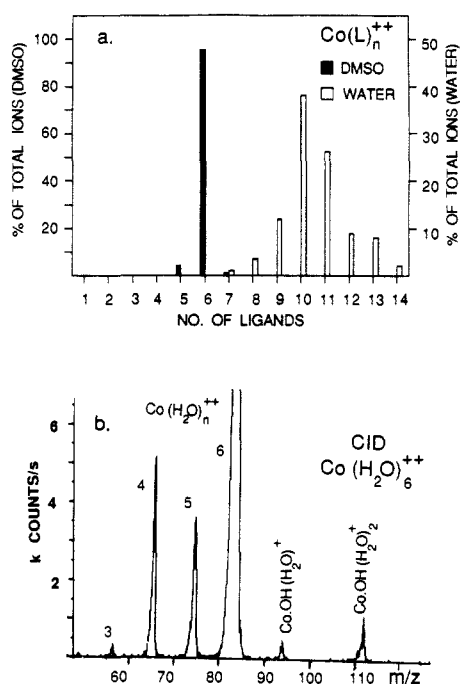 a.
Co(L)n++
DMSO
WATER
% OF TOTAL IONS (DMSO)
100
80
60
40
20
% OF TOTAL IONS (WATER)
50
40
30
20
10
1 2 3 4 5 6 7 8 9 10 11 12 13 14
NO. OF LIGANDS
b.
Co(H2O)n++
CID
Co(H2O)6++
k COUNTS/s
6
4
2
3
4
5
6
Co.OH(H2O)+
Co.OH(H2O)2+
60 70 80 90 100 110 m/z